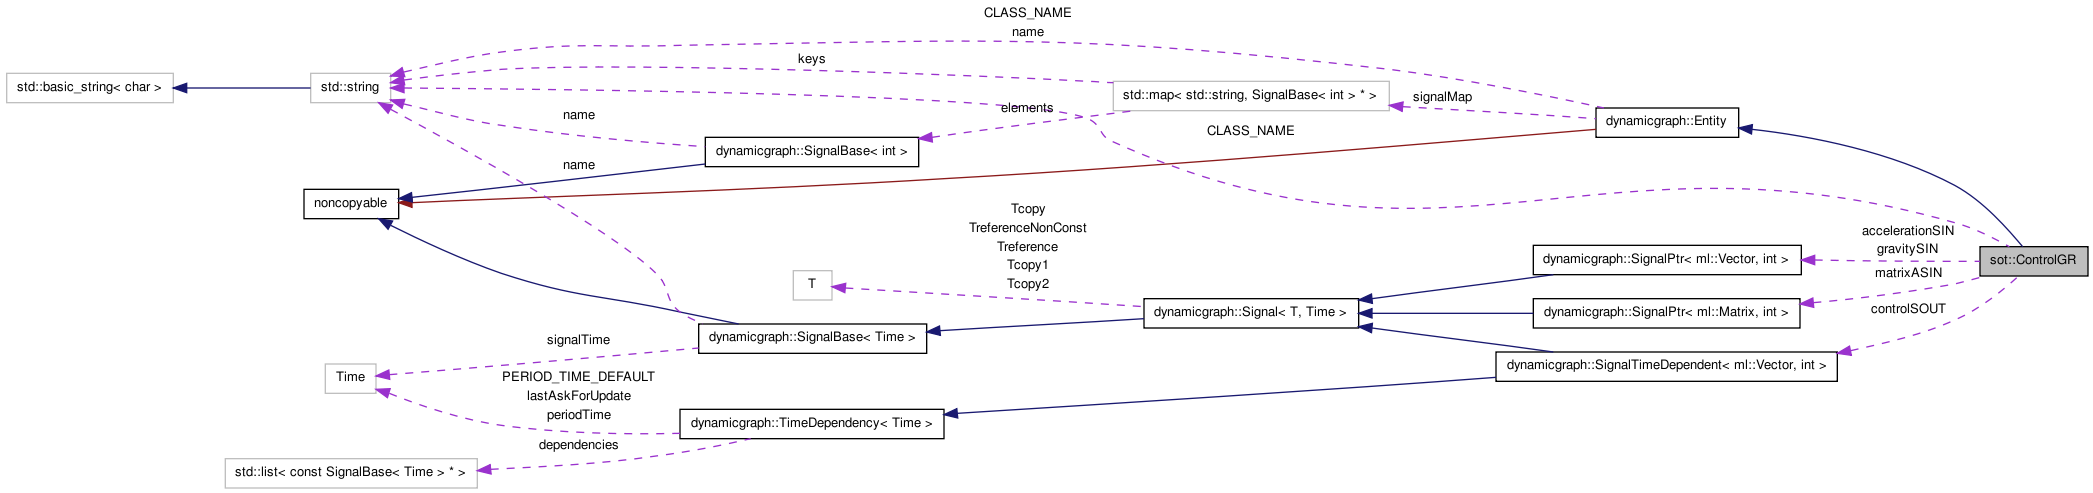 CLASS_NAME
name
keys
std::basic_string< char >
std::string
std::map< std::string, SignalBase< int > * >
signalMap
elements
name
dynamicgraph::Entity
CLASS_NAME
dynamicgraph::SignalBase< int >
name
noncopyable
Tcopy
TreferenceNonConst
Treference
Tcopy1
Tcopy2
accelerationSIN
gravitySIN
dynamicgraph::SignalPtr< ml::Vector, int >
sot::ControlGR
matrixASIN
T
dynamicgraph::Signal< T, Time >
dynamicgraph::SignalPtr< ml::Matrix, int >
controlSOUT
signalTime
dynamicgraph::SignalBase< Time >
dynamicgraph::SignalTimeDependent< ml::Vector, int >
Time
PERIOD_TIME_DEFAULT
lastAskForUpdate
periodTime
dynamicgraph::TimeDependency< Time >
dependencies
std::list< const SignalBase< Time > * >